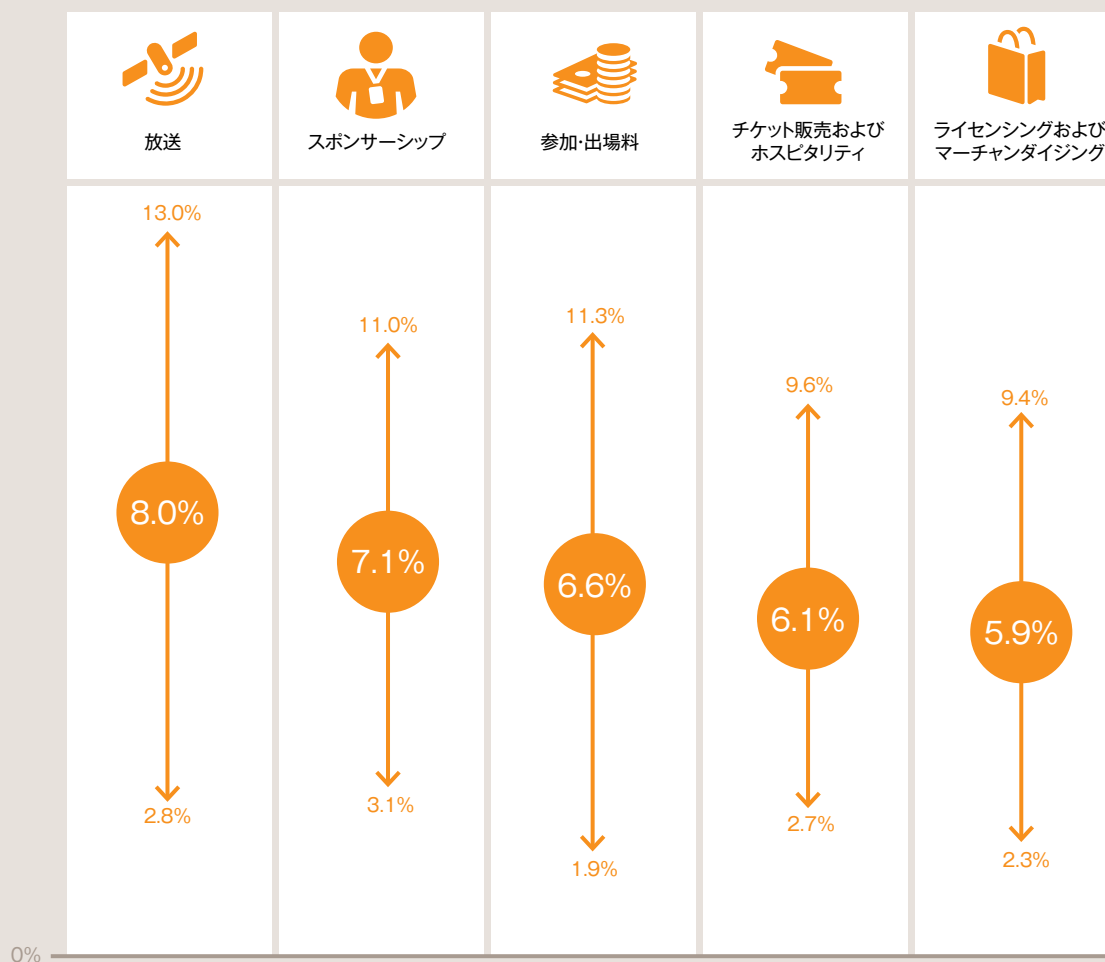 放送
スポンサーシップ
参加・出場料
チケット販売および
ホスピタリティ
ライセンシングおよび
マーチャンダイジング
13.0%
8.0%
2.8%
11.0%
7.1%
3.1%
11.3%
6.6%
1.9%
9.6%
6.1%
2.7%
9.4%
5.9%
2.3%
0%